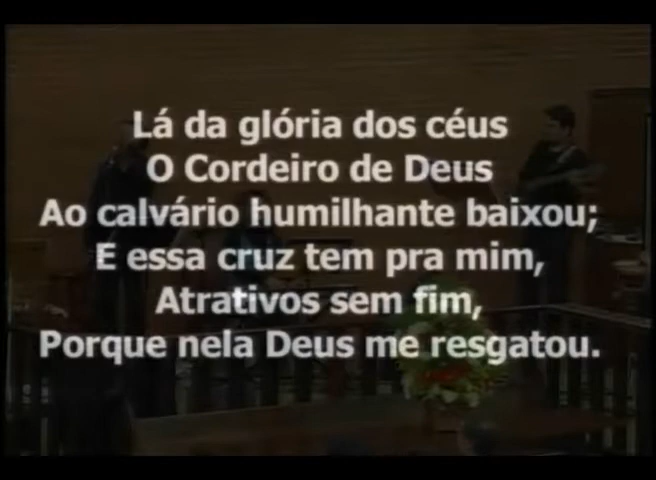 Lá da glória dos céus
O Cordeiro de Deus
Ao calvário humilhante baixou;
E essa cruz tem pra mim,
Atrativos sem fim,
Porque nela Deus me resgatou.